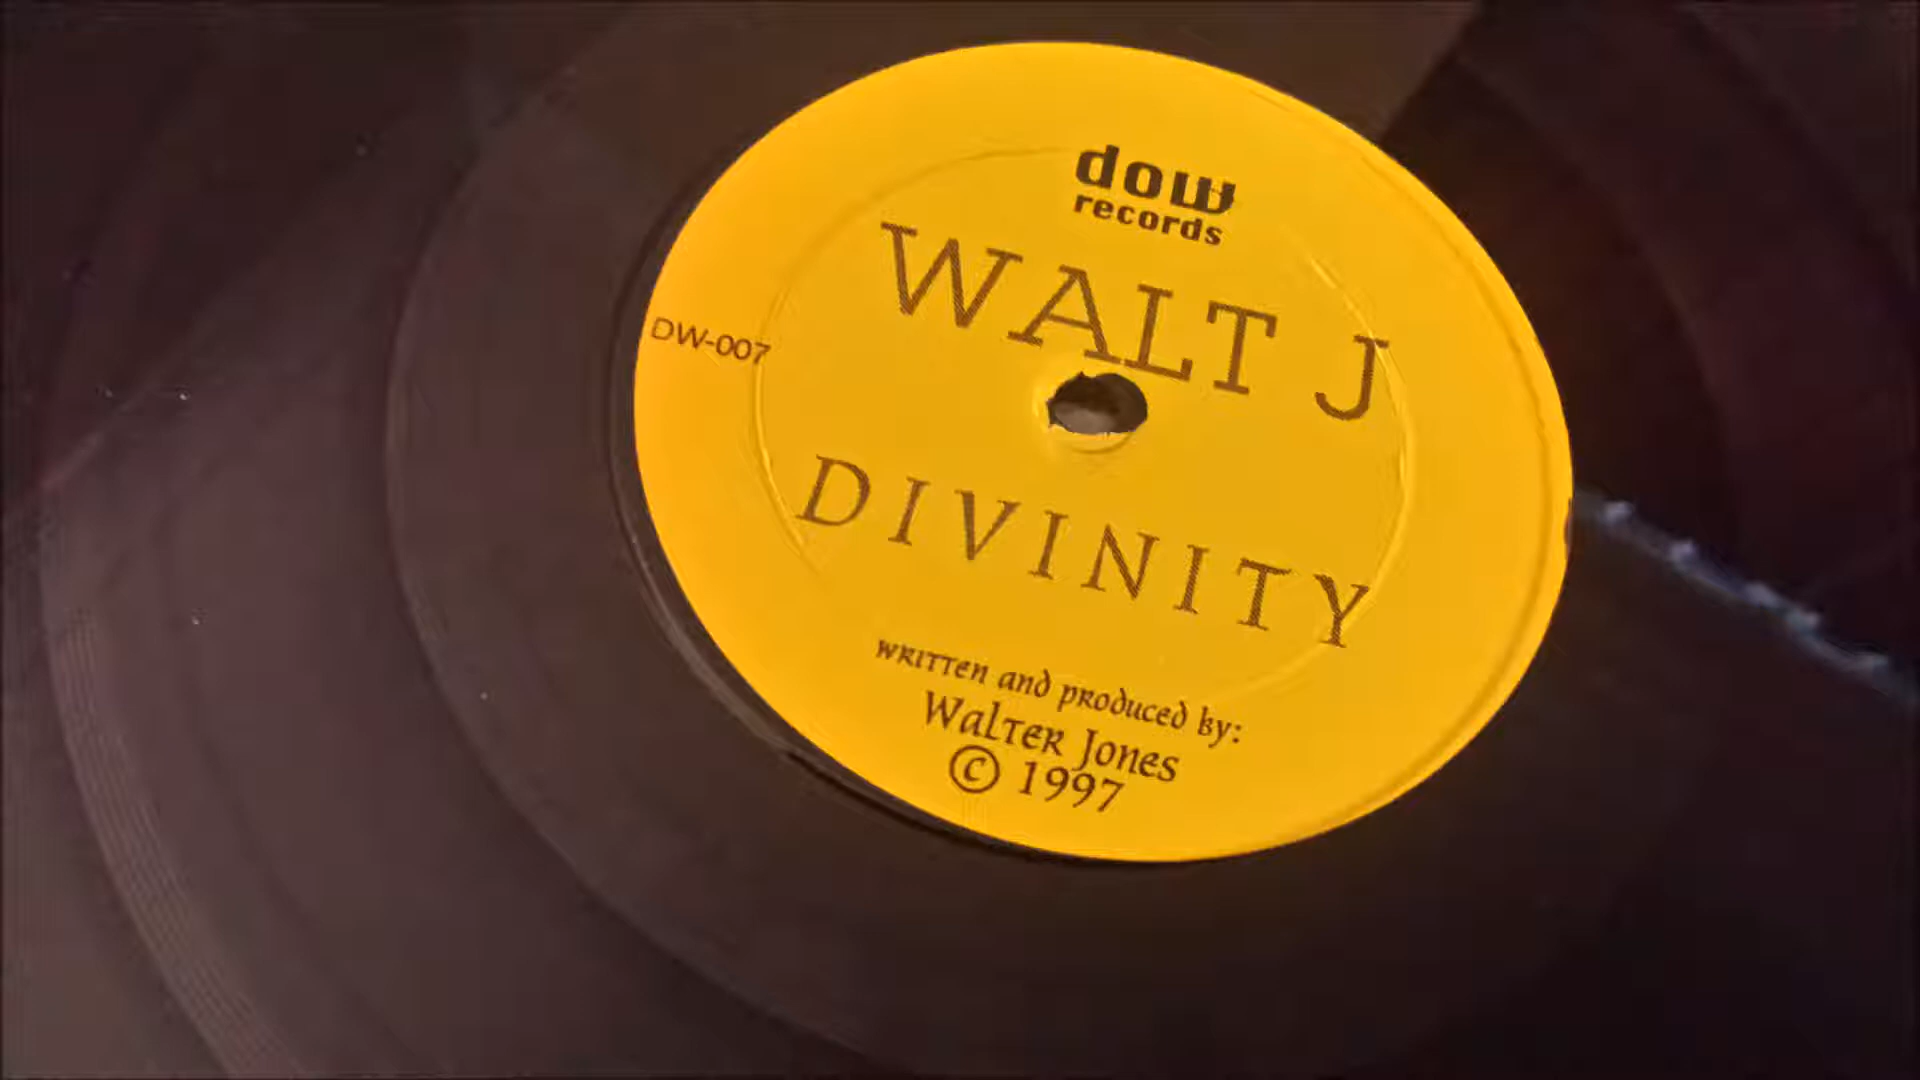 dow
records
WALT J
DW-007
DIVINITY
written and produced by:
Walter Jones
© 1997